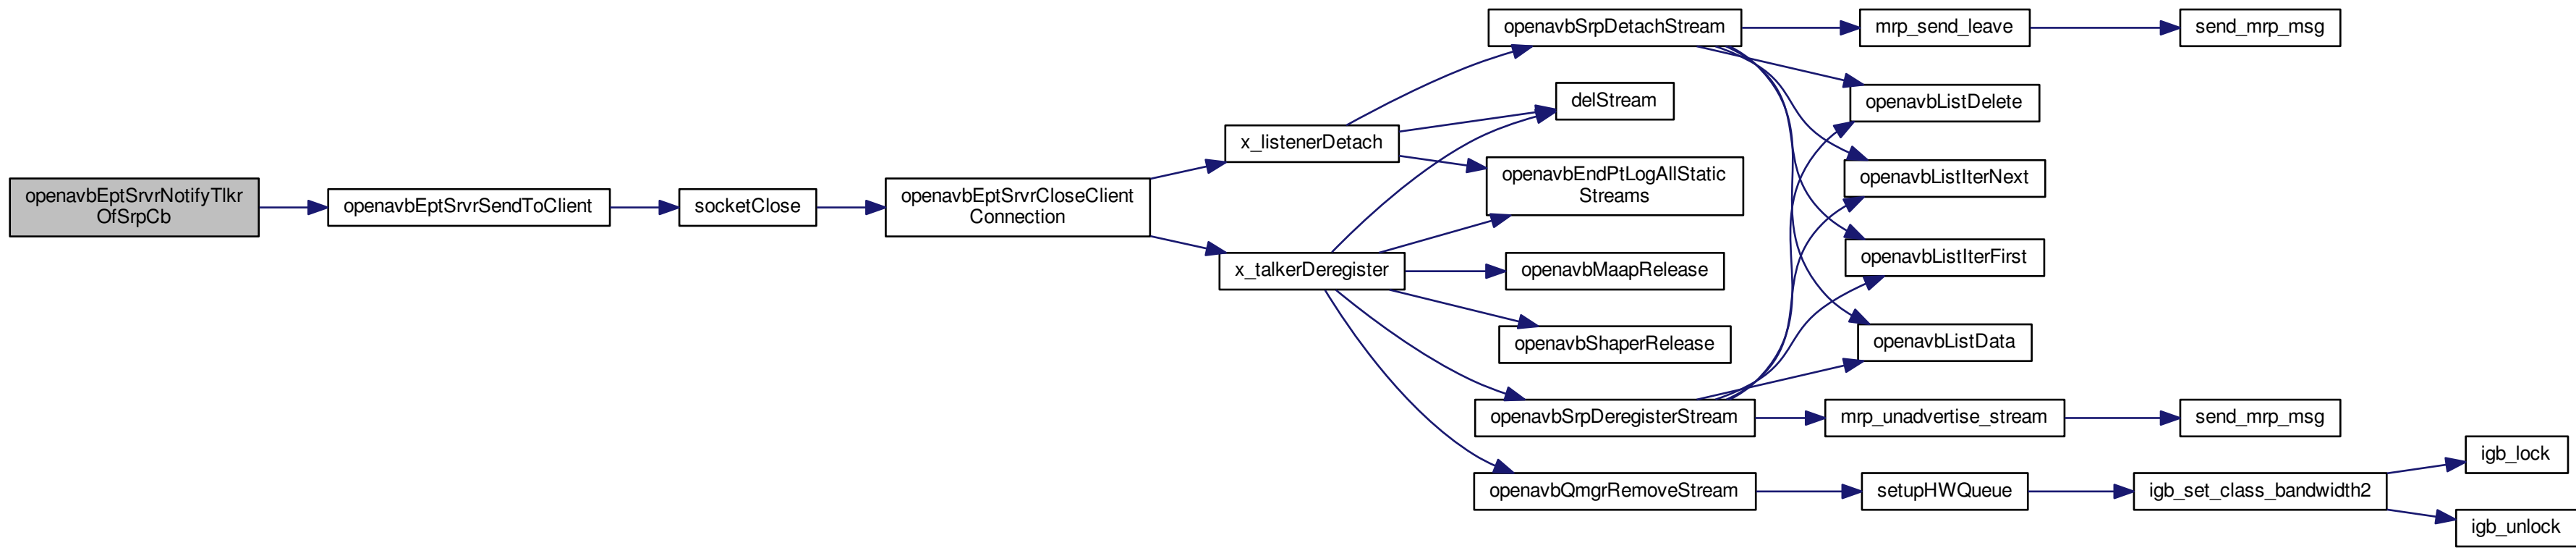 openavbEptSrvrNotifyTlkr
OfSrpCb
openavbEptSrvrSendToClient
socketClose
openavbEptSrvrCloseClient
Connection
x_listenerDetach
x_talkerDeregister
openavbSrpDetachStream
delStream
openavbEndPtLogAllStatic
Streams
openavbMaapRelease
openavbShaperRelease
openavbSrpDeregisterStream
openavbQmgrRemoveStream
mrp_send_leave
openavbListDelete
openavbListIterNext
openavbListIterFirst
openavbListData
mrp_unadvertise_stream
setupHWQueue
send_mrp_msg
send_mrp_msg
igb_set_class_bandwidth2
igb_lock
igb_unlock